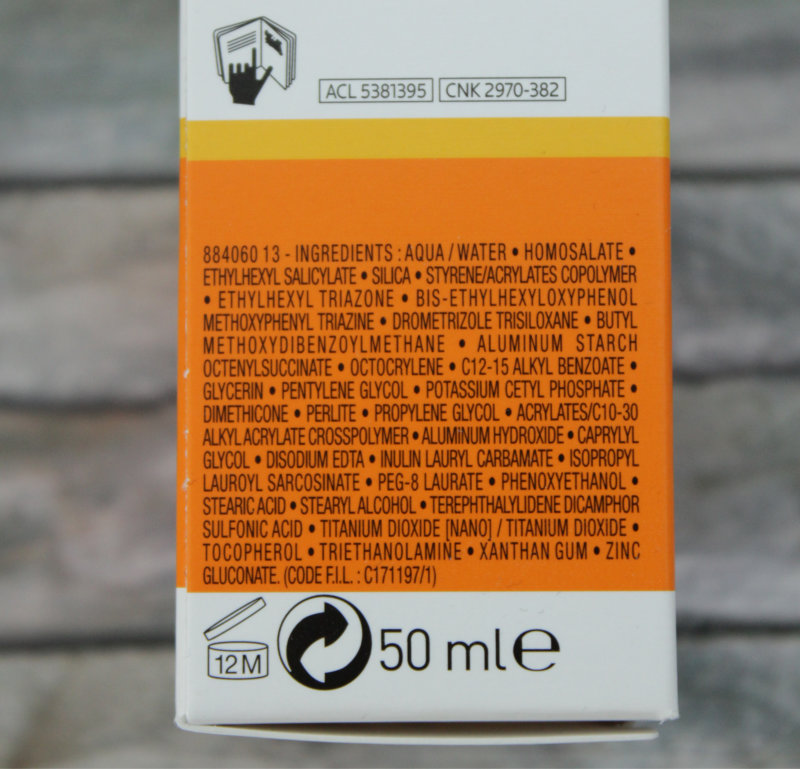 ACL 5381395 CNK 2970-382
884060 13 - INGREDIENTS : AQUA / WATER • HOMOSALATE •
ETHYLHEXYL SALICYLATE • SILICA • STYRENE/ACRYLATES COPOLYMER
• ETHYLHEXYL TRIAZONE • BIS-ETHYLHEXYLOXYPHENOL
METHOXYPHENYL TRIAZINE • DROMETRIZOLE TRISILOXANE • BUTYL
METHOXYDIBENZOYLMETHANE • ALUMINUM STARCH
OCTENYLSUCCINATE • OCTOCRYLENE • C12-15 ALKYL BENZOATE •
GLYCERIN • PENTYLENE GLYCOL • POTASSIUM CETYL PHOSPHATE •
DIMETHICONE • PERLITE • PROPYLENE GLYCOL • ACRYLATES/C10-30
ALKYL ACRYLATE CROSSPOLYMER • ALUMINUM HYDROXIDE • CAPRYLYL
GLYCOL • DISODIUM EDTA • INULIN LAURYL CARBAMATE • ISOPROPYL
LAUROYL SARCOSINATE • PEG-8 LAURATE • PHENOXYETHANOL •
STEARIC ACID • STEARYL ALCOHOL • TEREPHTHALYLIDENE DICAMPHOR
SULFONIC ACID • TITANIUM DIOXIDE [NANO] / TITANIUM DIOXIDE •
TOCOPHEROL • TRIETHANOLAMINE • XANTHAN GUM • ZINC
GLUCONATE. (CODE F.I.L. : C171197/1)
12M 50 ml e